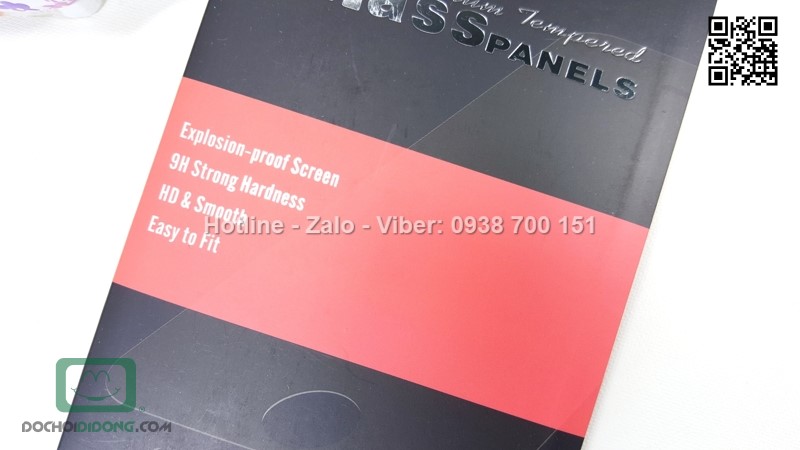 Tempered
SPANELS
Explosion-proof Screen
9H Strong Hardness
HD & Smooth
Easy to Fit
Hotline - Zalo - Viber: 0938 700 151
DOCHOIDIDONG.COM